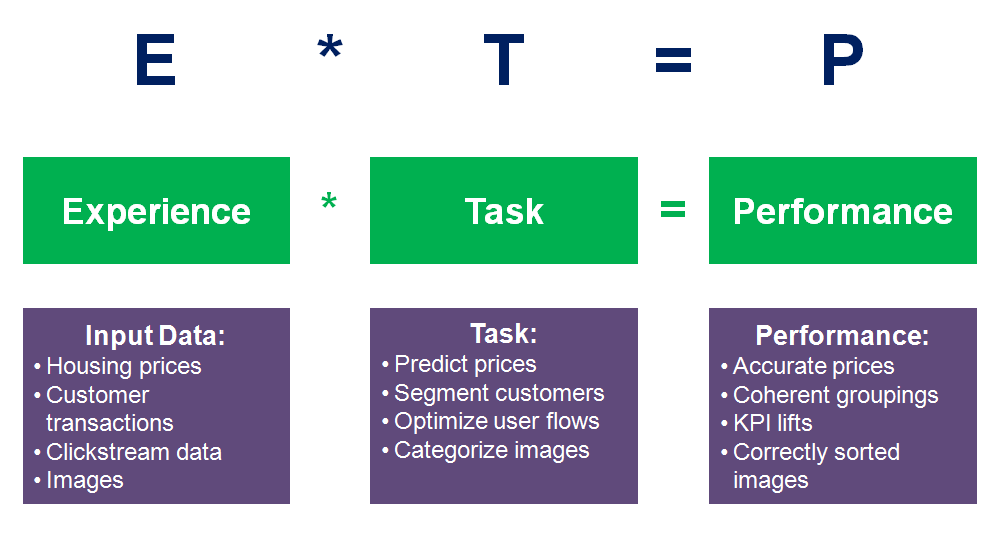 E * T = P
Experience * Task = Performance
Input Data:
• Housing prices
• Customer
transactions
• Clickstream data
• Images
Task:
• Predict prices
• Segment customers
• Optimize user flows
• Categorize images
Performance:
• Accurate prices
• Coherent groupings
• KPI lifts
• Correctly sorted
images